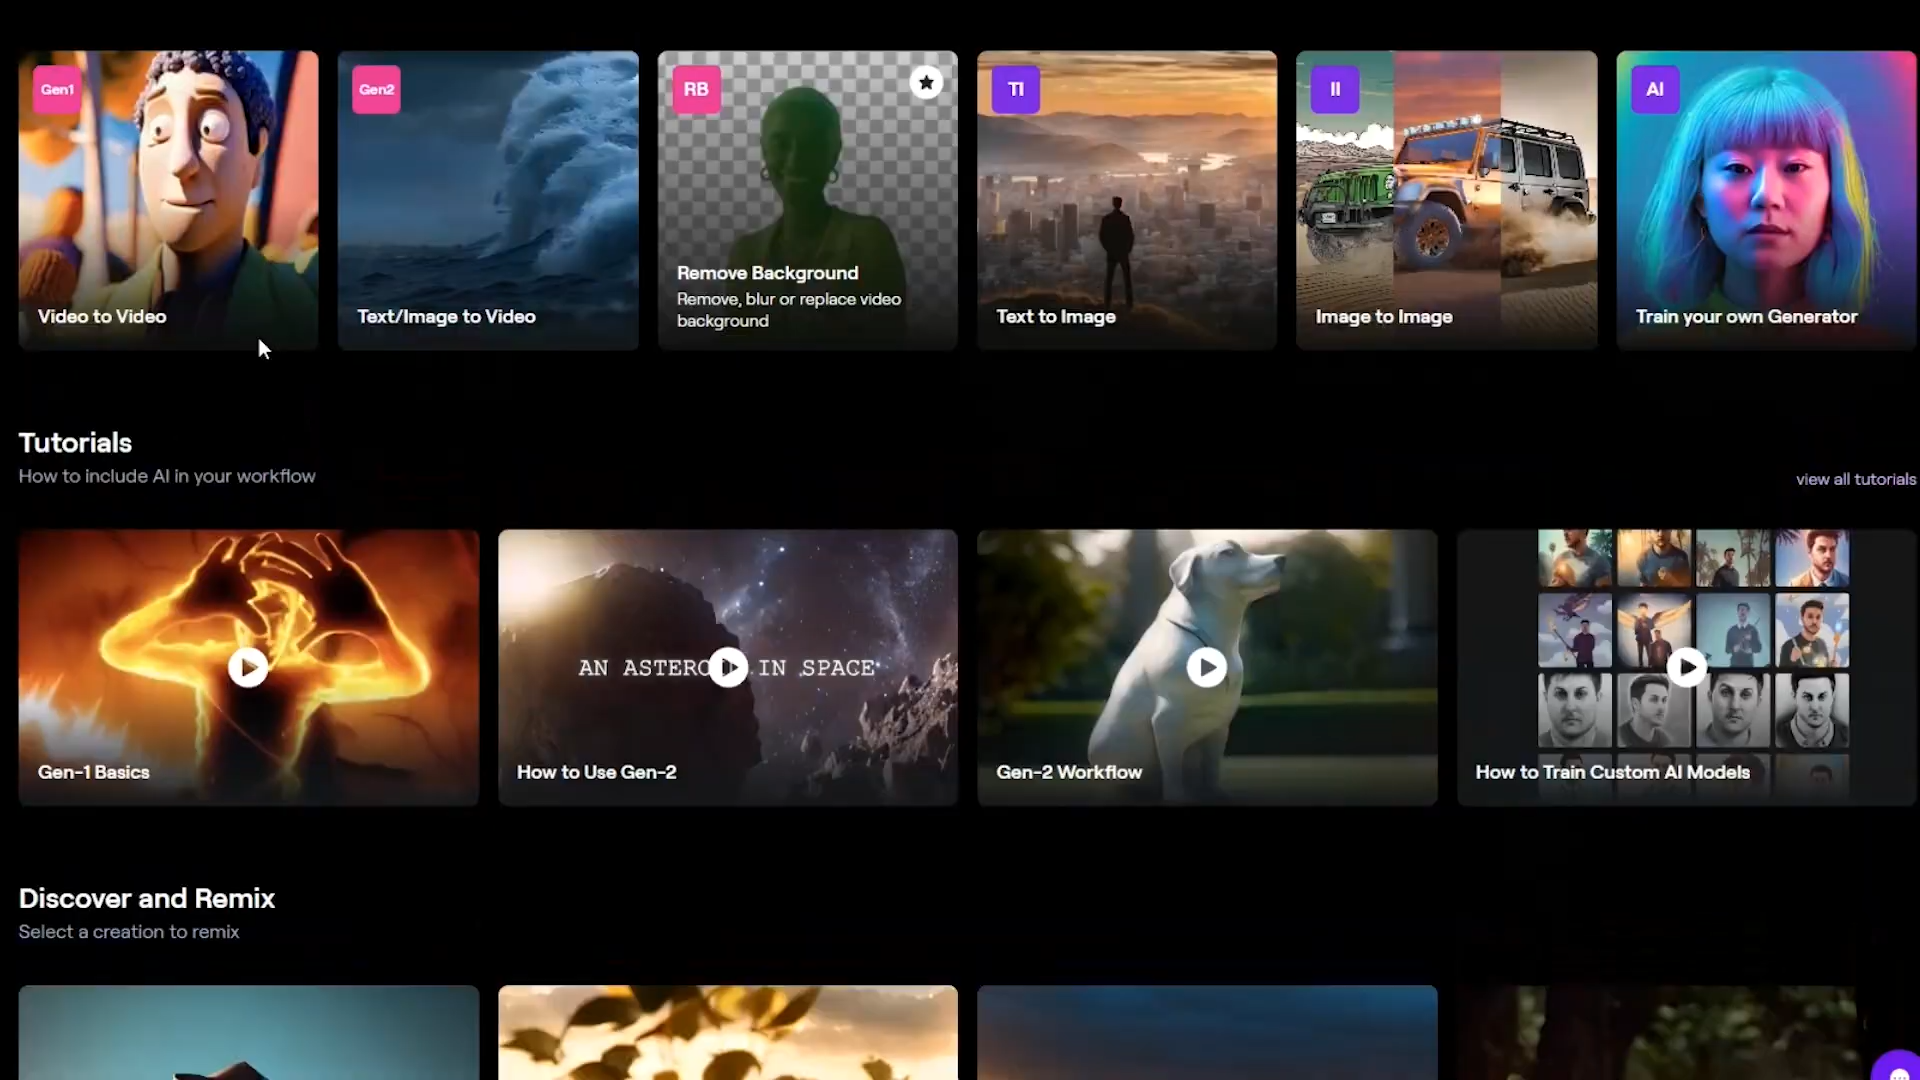 Gen1
Gen2
RB
TI
II
AI
Video to Video
Text/Image to Video
Remove Background
Remove, blur or replace video
background
Text to Image
Image to Image
Train your own Generator
Tutorials
How to include AI in your workflow
view all tutorials
AN ASTEROID IN SPACE
Gen-1 Basics
How to Use Gen-2
Gen-2 Workflow
How to Train Custom AI Models
Discover and Remix
Select a creation to remix